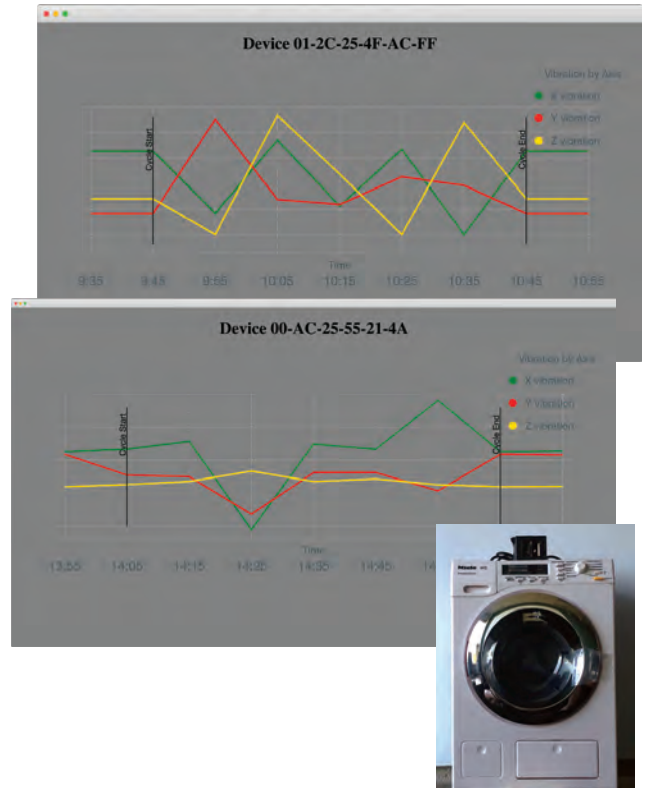 Device 01-2C-25-4F-AC-FF
Vibration by Axis
X vibration
Y vibration
Z vibration
Cycle Start
Cycle End
Time
9:35 9:45 9:55 10:05 10:15 10:25 10:35 10:45 10:55
Device 00-AC-25-55-21-4A
Vibration by Axis
X vibration
Y vibration
Z vibration
Cycle Start
Cycle End
Time
13:55 14:05 14:15 14:25 14:35 14:45 14
Miele